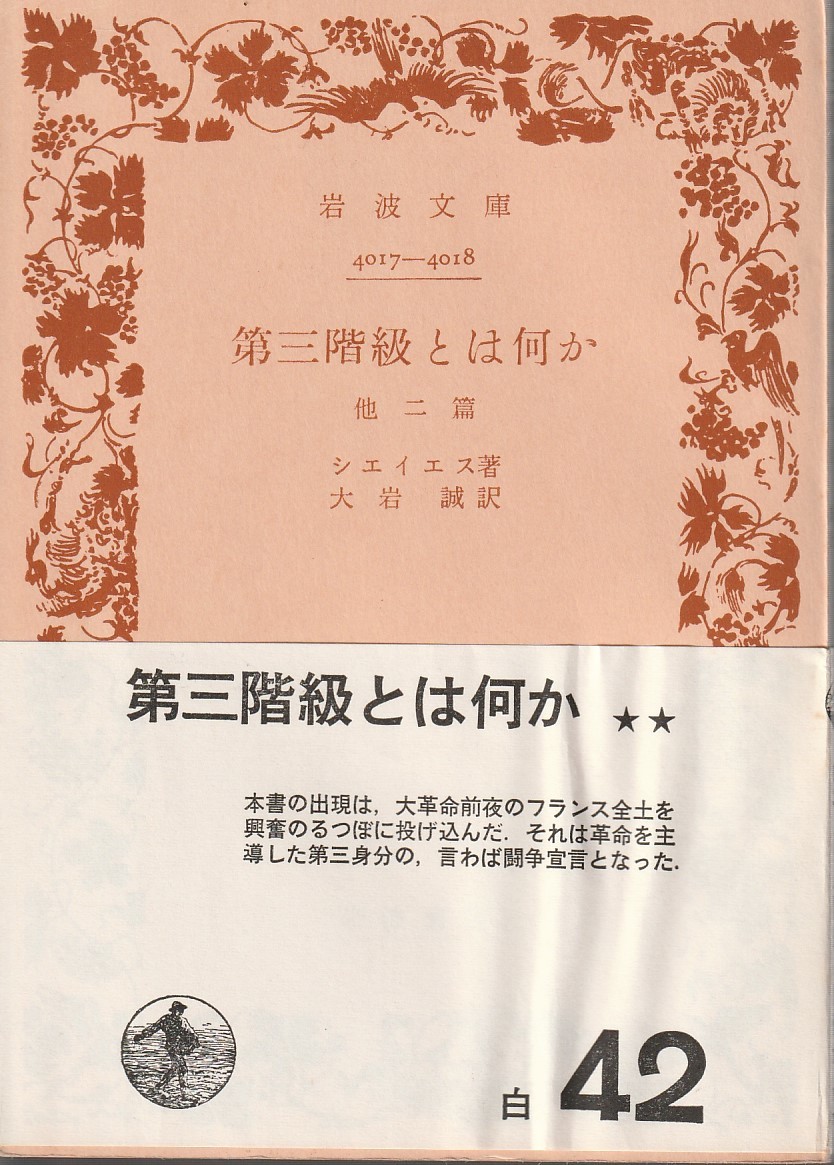 岩波文庫
4017—4018
第三階級とは何か
他二篇
シエイエス著
大岩 誠訳
第三階級とは何か ★★
本書の出現は，大革命前夜のフランス全土を
興奮のるつぼに投げ込んだ．それは革命を主
導した第三身分の，言わば闘争宣言となった．
白 42